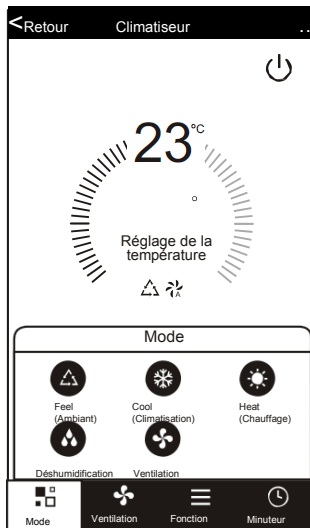 <Retour Climatiseur ..
23°C
Réglage de la
température
A
Mode
Feel
(Ambiant)
Cool
(Climatisation)
Heat
(Chauffage)
Déshumidification
Ventilation
Mode Ventilation Fonction Minuteur